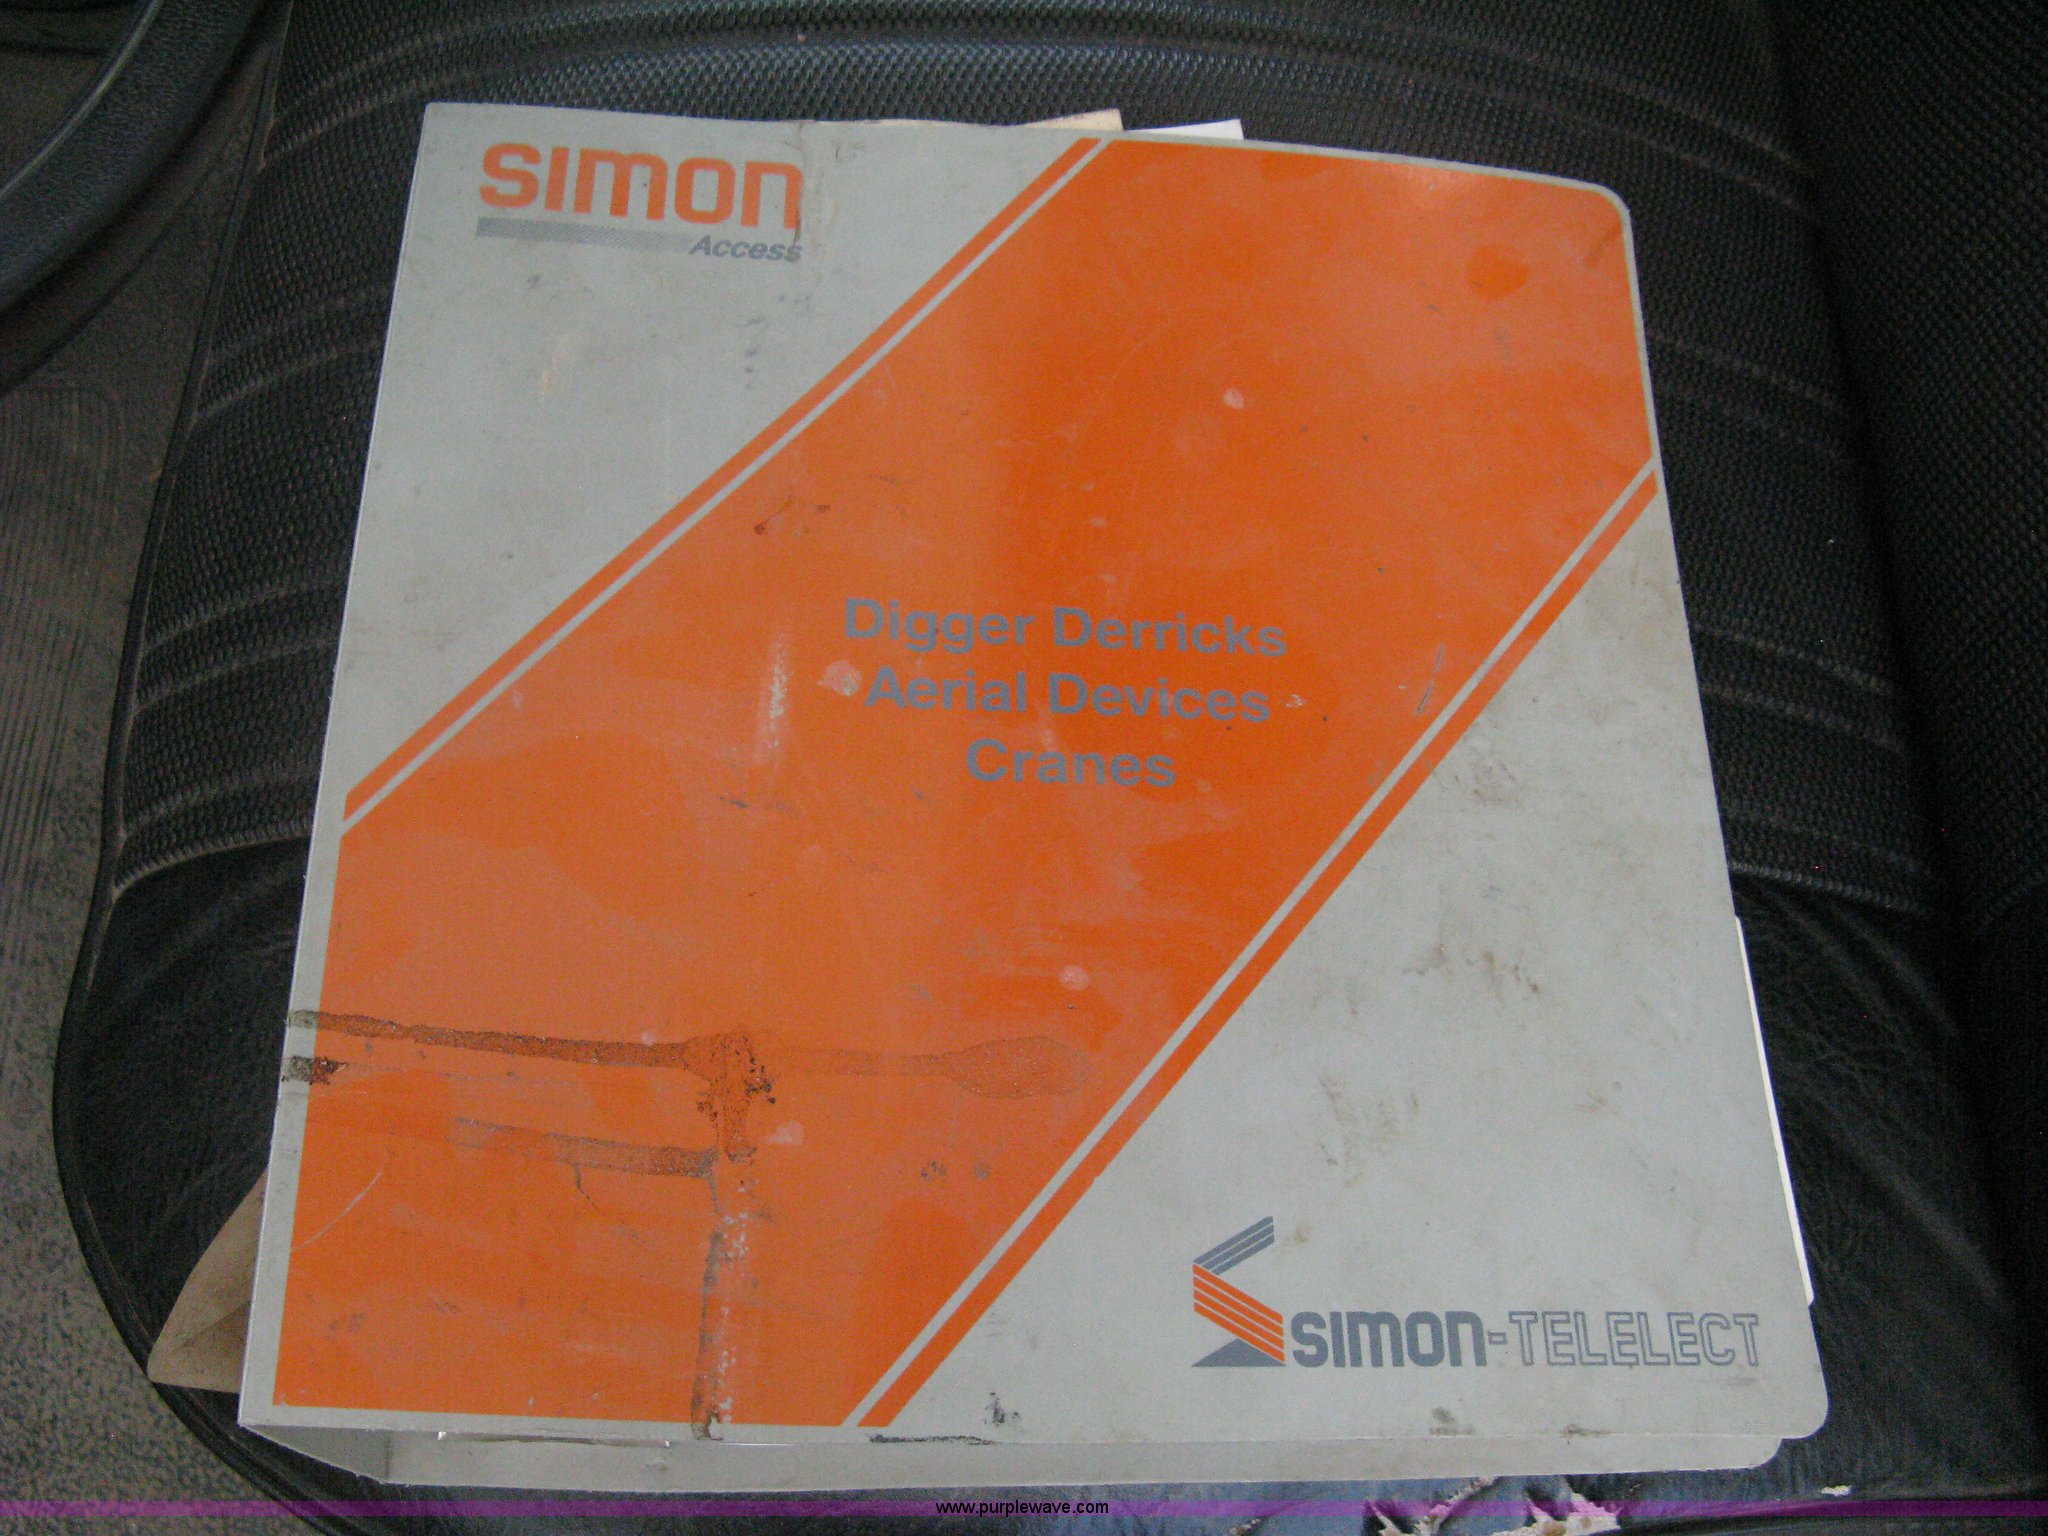 SIMON
Access
Digger Derricks
Aerial Devices
Cranes
SIMON-TELELECT
www.purplewave.com